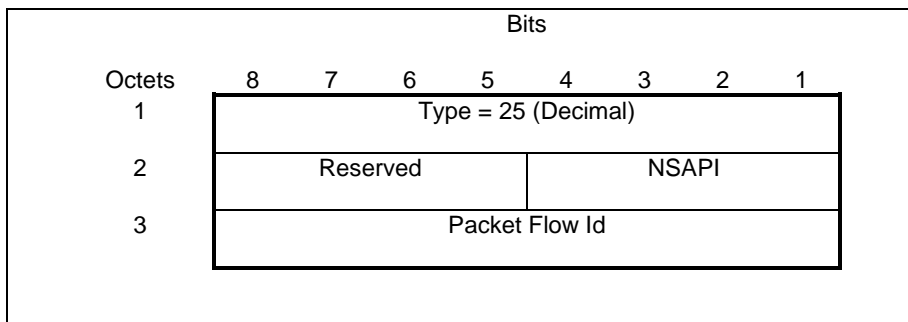 Bits
Octets 8 7 6 5 4 3 2 1
1 Type = 25 (Decimal)
2 Reserved NSAPI
3 Packet Flow Id